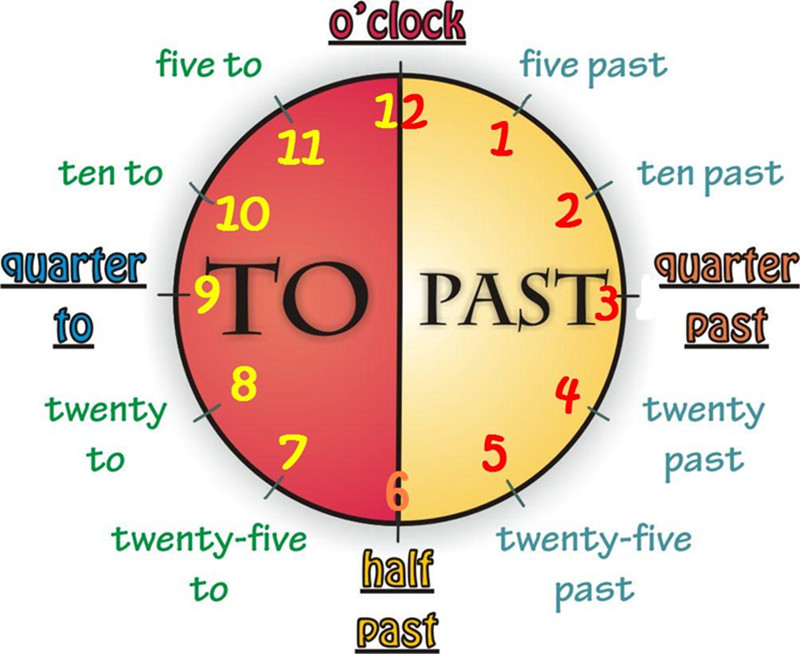 o'clock
five to
five past
12
11
1
ten to
ten past
10
2
quarter
to
9
TO
PAST
3
quarter
past
8
4
twenty
to
twenty
past
7
5
6
twenty-five
to
half
past
twenty-five
past